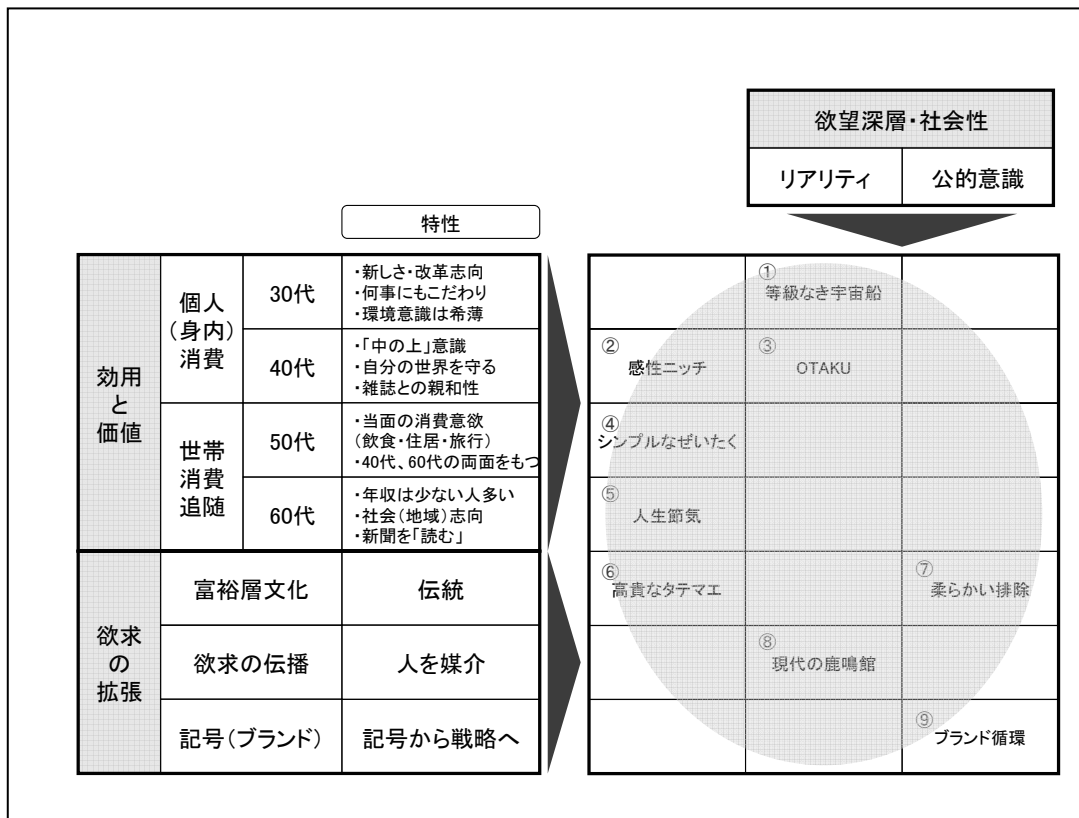 欲望深層・社会性
リアリティ
公的意識
特性
効用
と
価値
個人
(身内)
消費
30代
・新しさ・改革志向
・何事にもこだわり
・環境意識は希薄
40代
・「中の上」意識
・自分の世界を守る
・雑誌との親和性
世帯
消費
追随
50代
・当面の消費意欲
(飲食・住居・旅行)
・40代、60代の両面をもつ
60代
・年収は少ない人多い
・社会(地域)志向
・新聞を「読む」
欲求
の
拡張
富裕層文化
伝統
欲求の伝播
人を媒介
記号(ブランド)
記号から戦略へ
①
等級なき宇宙船
②
感性ニッチ
③
OTAKU
④
シンプルなぜいたく
⑤
人生節気
⑥
高貴なタテマエ
⑦
柔らかい排除
⑧
現代の鹿鳴館
⑨
ブランド循環